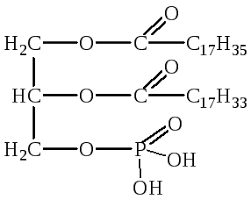 O
H₂C O C C₁₇H₃₅
O
HC O C C₁₇H₃₃
O
H₂C O P OH
OH